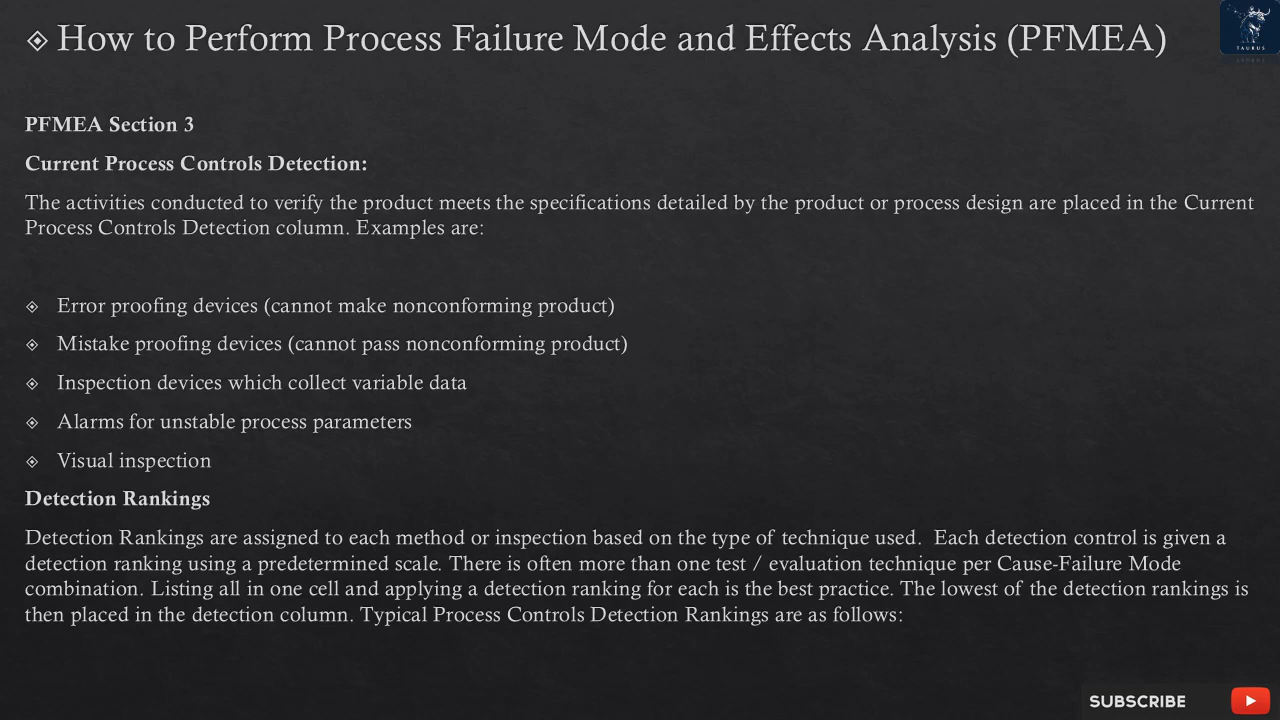 How to Perform Process Failure Mode and Effects Analysis (PFMEA)
TAURUS
PFMEA Section 3
Current Process Controls Detection:
The activities conducted to verify the product meets the specifications detailed by the product or process design are placed in the Current
Process Controls Detection column. Examples are:
Error proofing devices (cannot make nonconforming product)
Mistake proofing devices (cannot pass nonconforming product)
Inspection devices which collect variable data
Alarms for unstable process parameters
Visual inspection
Detection Rankings
Detection Rankings are assigned to each method or inspection based on the type of technique used.  Each detection control is given a
detection ranking using a predetermined scale. There is often more than one test / evaluation technique per Cause-Failure Mode
combination. Listing all in one cell and applying a detection ranking for each is the best practice. The lowest of the detection rankings is
then placed in the detection column. Typical Process Controls Detection Rankings are as follows:
SUBSCRIBE